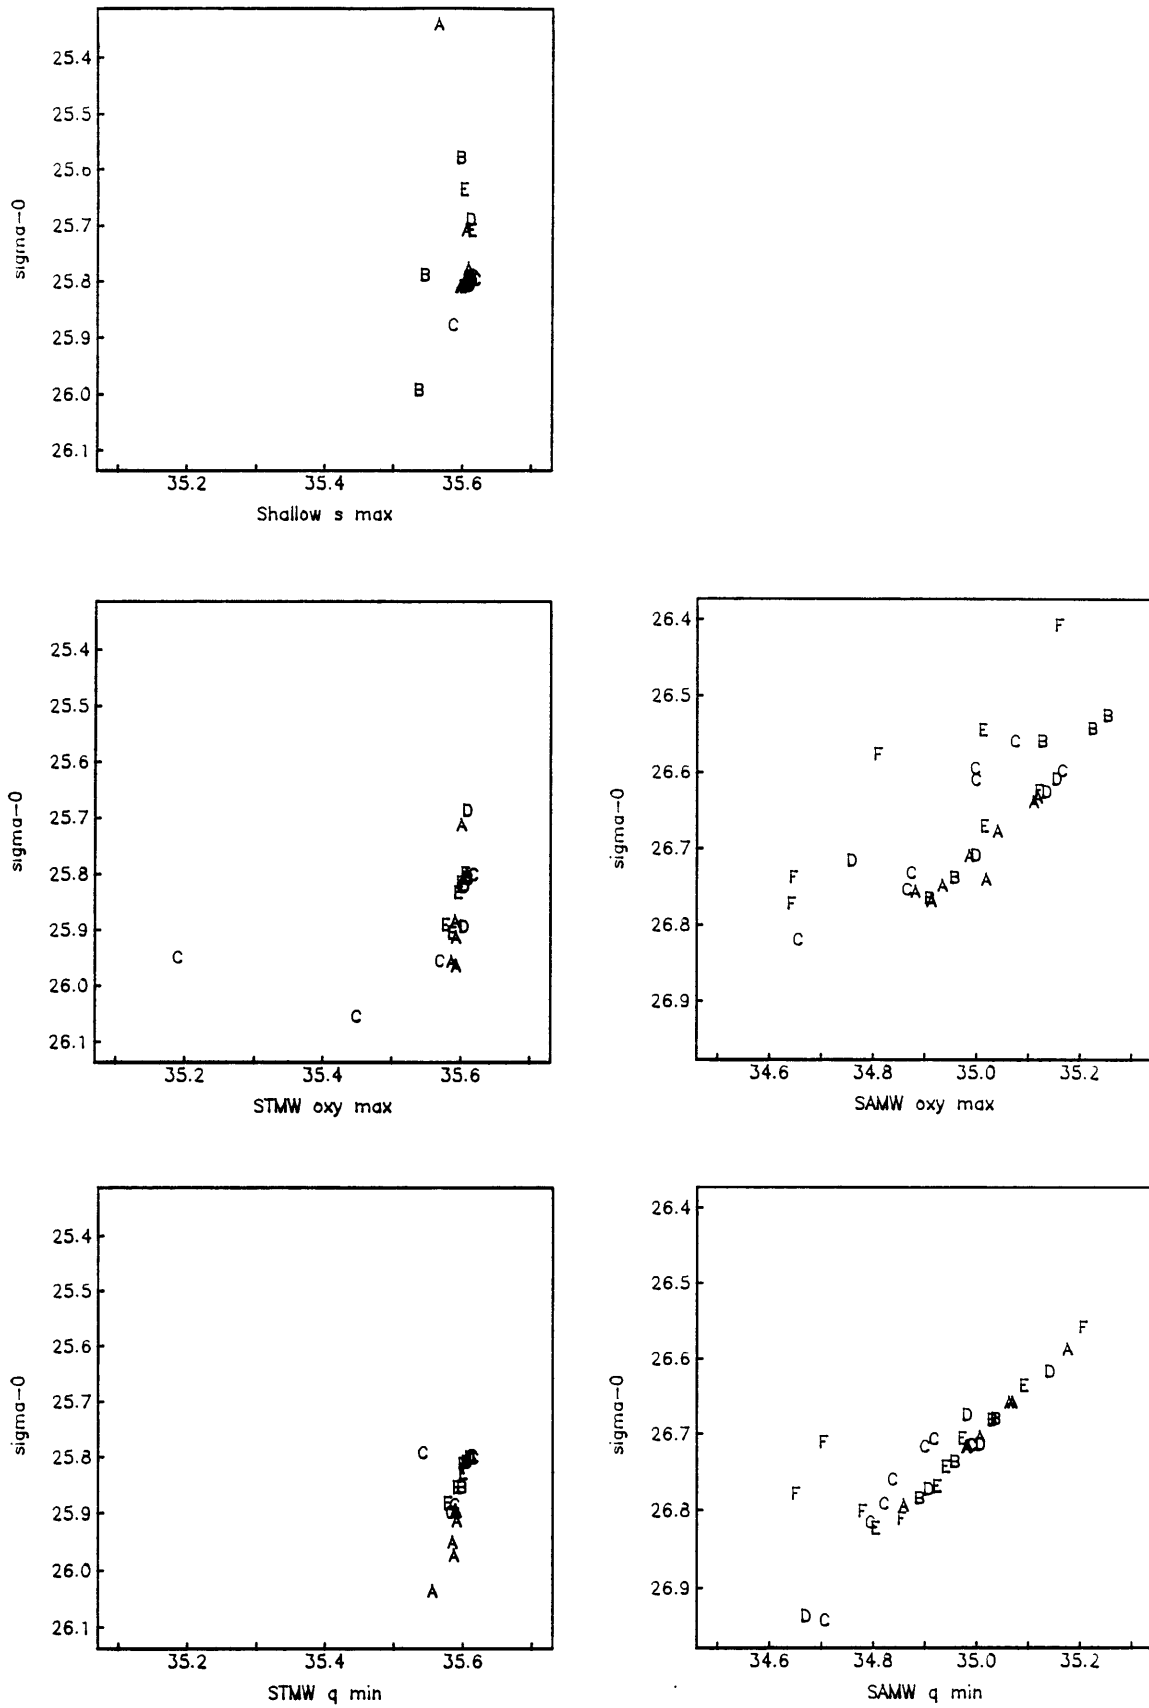 25.4
25.5
25.6
25.7
25.8
25.9
26.0
26.1
sigma-0
35.2 35.4 35.6
Shallow s max
A
B
E
D
A E
A
B
C
C
B
25.4
25.5
25.6
25.7
25.8
25.9
26.0
26.1
sigma-0
35.2 35.4 35.6
STMW oxy max
D
A
C
E
E A D
A
C C A
A
C
26.4
26.5
26.6
26.7
26.8
26.9
sigma-0
34.6 34.8 35.0 35.2
SAMW oxy max
F
B
E B
C B
F
C C
C D
D
A
E A
A D
D A
C B
F C A A
F B A
C
25.4
25.5
25.6
25.7
25.8
25.9
26.0
26.1
sigma-0
35.2 35.4 35.6
STMW q min
C
C
B
E C
A
A
A
A
26.4
26.5
26.6
26.7
26.8
26.9
sigma-0
34.6 34.8 35.0 35.2
SAMW q min
F
A
D
E
A A
D B
F C E A
C D
E B
C D E
F C A B
F C F
E
D C